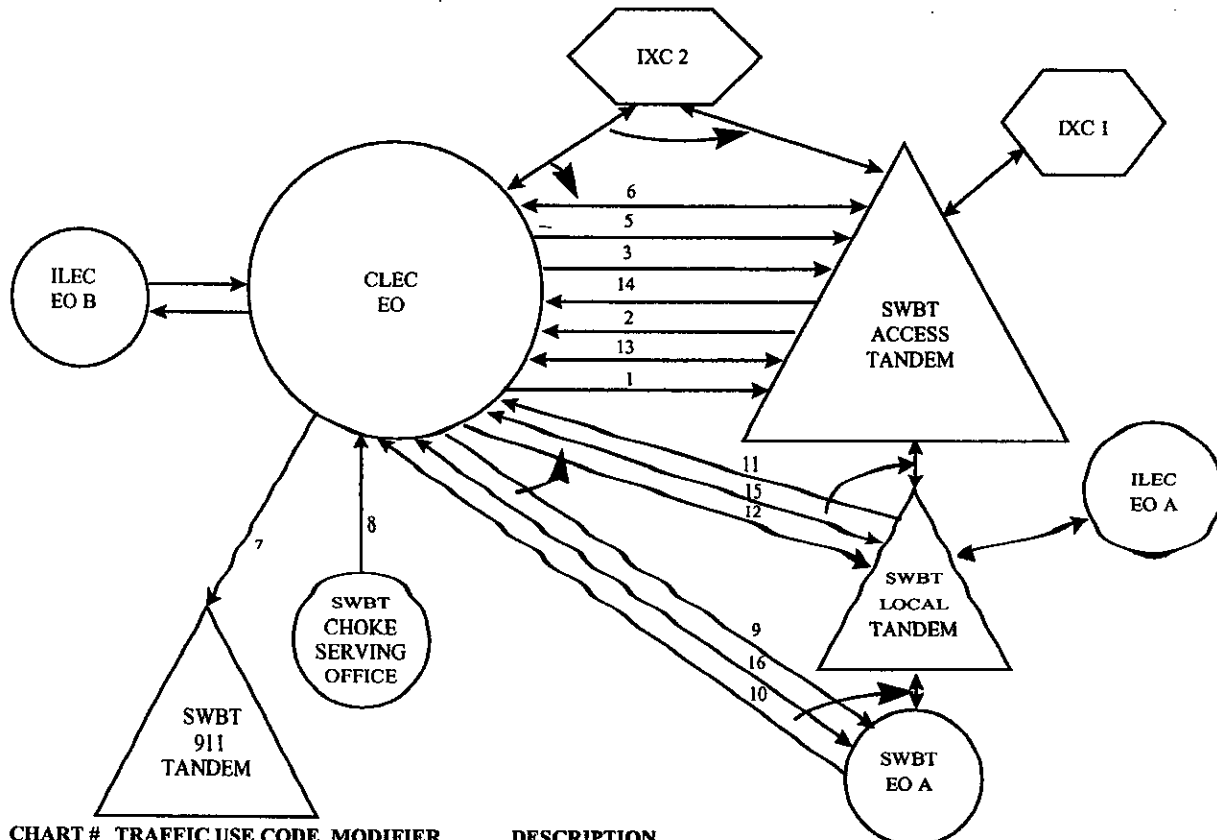 IXC 2
IXC 1
6
5
3
14
2
13
1
ILEC
EO B
CLEC
EO
SWBT
ACCESS
TANDEM
11
15
12
ILEC
EO A
7
8
SWBT
CHOKE
SERVING
OFFICE
SWBT
LOCAL
TANDEM
9
16
10
SWBT
911
TANDEM
SWBT
EO A
CHART # TRAFFIC USE CODE MODIFIER DESCRIPTION